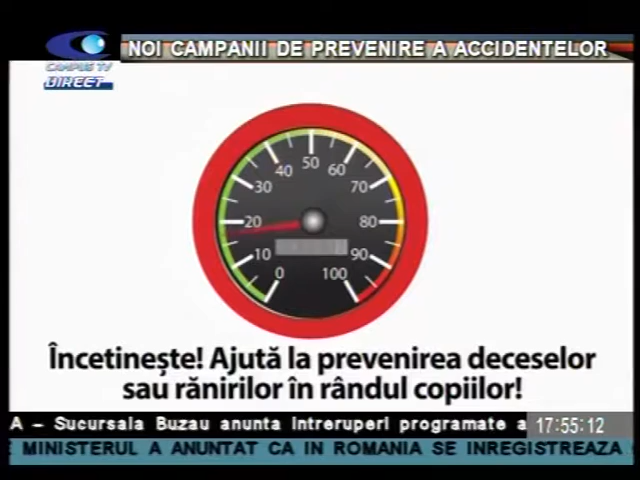 NOI CAMPANII DE PREVENIRE A ACCIDENTELOR
CAMPUS TV
DIRECT
50
40 60
30 70
20 80
10 90
0 100
Încetinește! Ajută la prevenirea deceselor
sau rănirilor în rândul copiilor!
A - Sucursala Buzau anunta intreruperi programate a
17:55:12
E MINISTERUL A ANUNTAT CA IN ROMANIA SE INREGISTREAZA